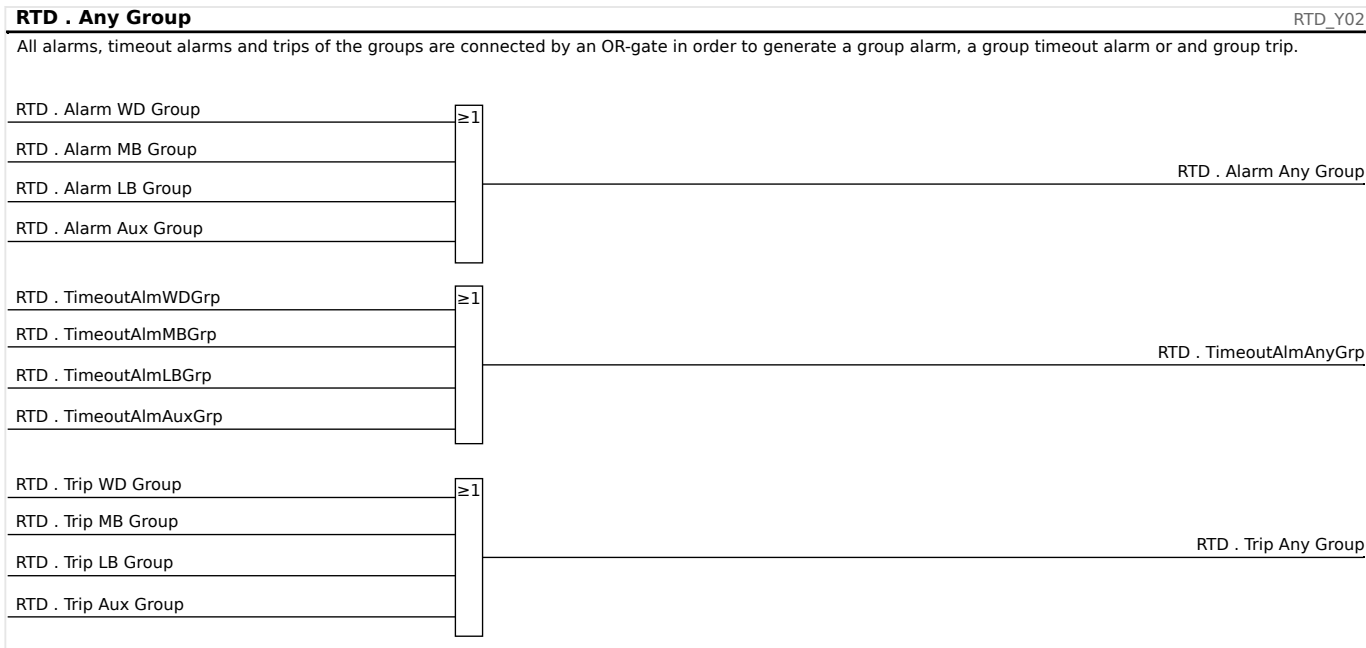 RTD . Any Group
RTD_Y02
All alarms, timeout alarms and trips of the groups are connected by an OR-gate in order to generate a group alarm, a group timeout alarm or and group trip.
RTD . Alarm WD Group
≥1
RTD . Alarm MB Group
RTD . Alarm Any Group
RTD . Alarm LB Group
RTD . Alarm Aux Group
RTD . TimeoutAlmWDGrp
≥1
RTD . TimeoutAlmMBGrp
RTD . TimeoutAlmAnyGrp
RTD . TimeoutAlmLBGrp
RTD . TimeoutAlmAuxGrp
RTD . Trip WD Group
≥1
RTD . Trip MB Group
RTD . Trip Any Group
RTD . Trip LB Group
RTD . Trip Aux Group